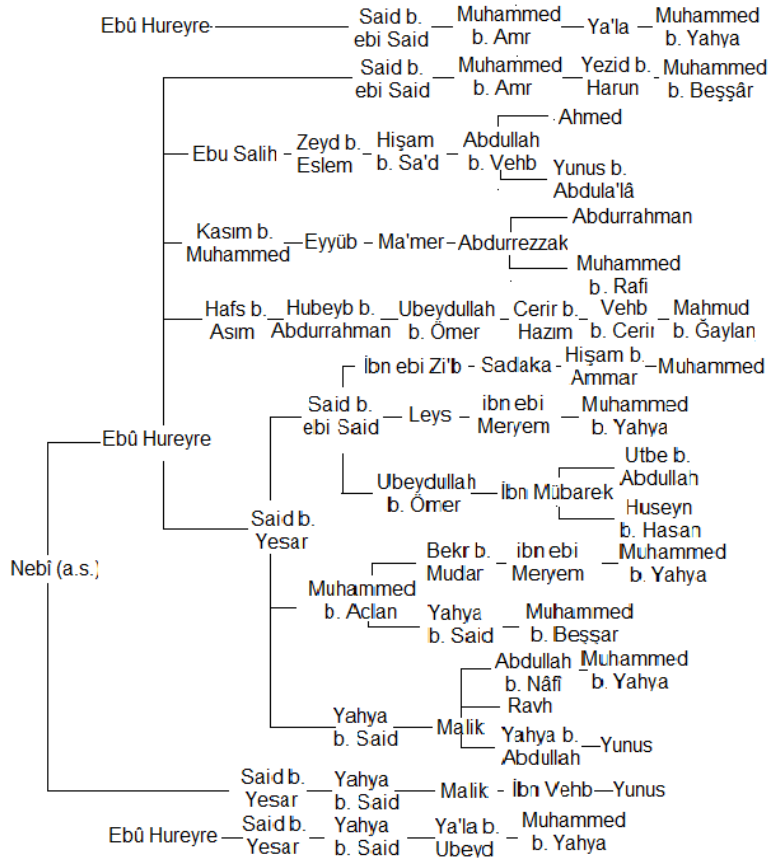 Ebû Hureyre
Said b.
ebi Said
Muhammed
b. Amr
Ya'la
Muhammed
b. Yahya
Said b.
ebi Said
Muhammed
b. Amr
Yezid b.
Harun
Muhammed
b. Beşşâr
Ebu Salih
Zeyd b.
Eslem
Hişam
b. Sa'd
Abdullah
b. Vehb
Ahmed
Yunus b.
Abdula'lâ
Kasım b.
Muhammed
Eyyüb
Ma'mer
Abdurrezzak
Abdurrahman
Muhammed
b. Rafi
Hafs b.
Asım
Hubeyb b.
Abdurrahman
Ubeydullah
b. Ömer
Cerir b.
Hazım
Vehb
b. Cerir
Mahmud
b. Ğaylan
İbn ebi Zi'b
Sadaka
Hişam b.
Ammar
Muhammed
Said b.
ebi Said
Leys
ibn ebi
Meryem
Muhammed
b. Yahya
Ebû Hureyre
Ubeydullah
b. Ömer
İbn Mübarek
Utbe b.
Abdullah
Huseyn
b. Hasan
Said b.
Yesar
Nebî (a.s.)
Muhammed
b. Aclan
Bekr b.
Mudar
ibn ebi
Meryem
Muhammed
b. Yahya
Yahya
b. Said
Muhammed
b. Beşşar
Yahya
b. Said
Malik
Abdullah
b. Nâfi
Muhammed
b. Yahya
Ravh
Yahya b.
Abdullah
Yunus
Said b.
Yesar
Yahya
b. Said
Malik
İbn Vehb
Yunus
Ebû Hureyre
Said b.
Yesar
Yahya
b. Said
Ya'la b.
Ubeyd
Muhammed
b. Yahya